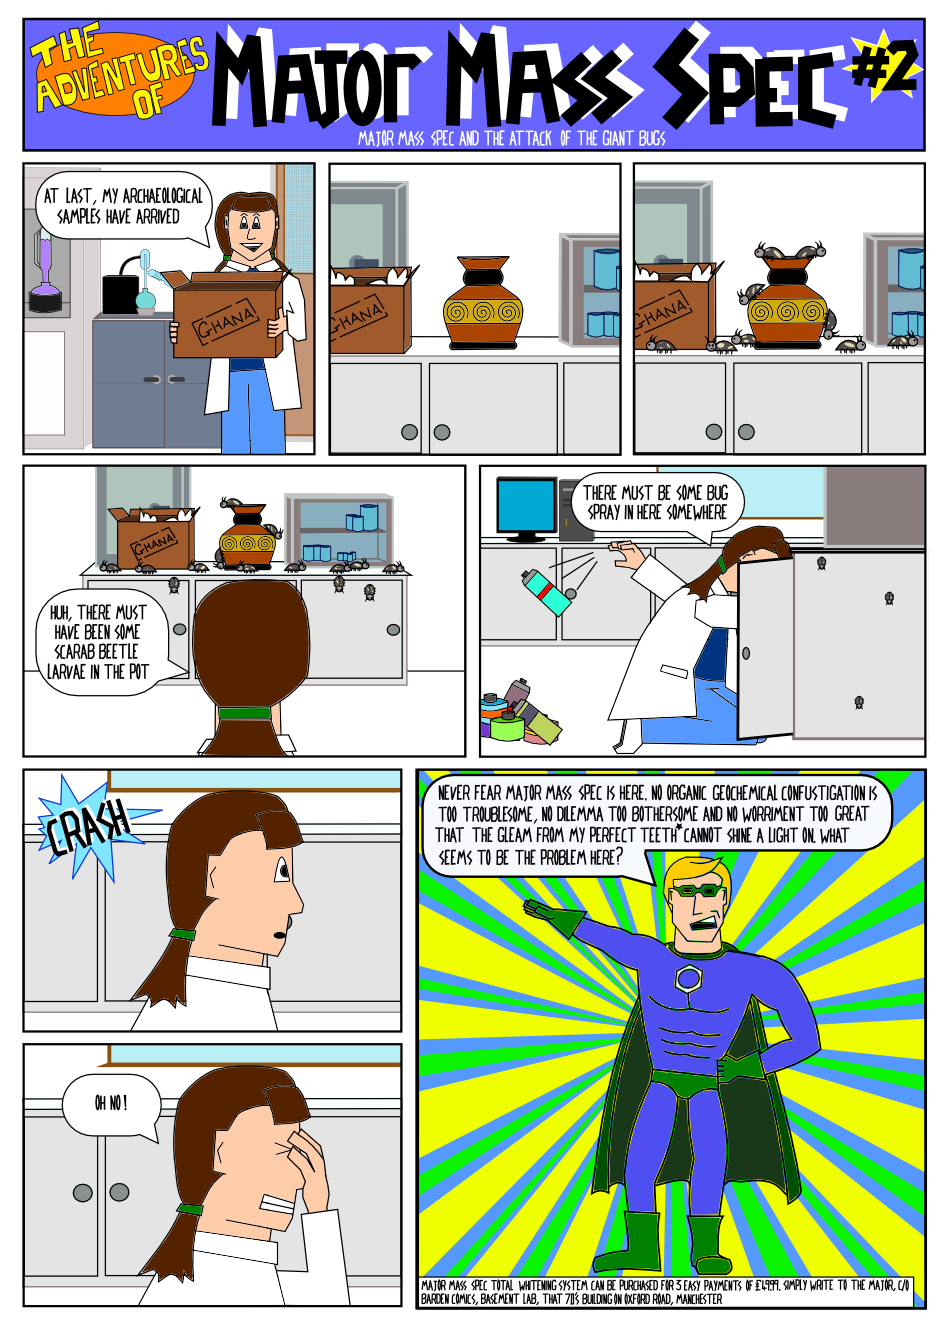 THE
ADVENTURES
OF
MAJOR MASS SPEC #2
MAJOR MASS SPEC AND THE ATTACK OF THE GIANT BUGS
AT LAST, MY ARCHAEOLOGICAL
SAMPLES HAVE ARRIVED
GHANA
GHANA
GHANA
GHANA
HUH, THERE MUST
HAVE BEEN SOME
SCARAB BEETLE
LARVAE IN THE POT
THERE MUST BE SOME BUG
SPRAY IN HERE SOMEWHERE
CRASH
NEVER FEAR MAJOR MASS SPEC IS HERE, NO ORGANIC GEOCHEMICAL CONFUSTIGATION IS
TOO TROUBLESOME, NO DILEMMA TOO BOTHERSOME AND NO WORRIMENT TOO GREAT
THAT THE GLEAM FROM MY PERFECT TEETH* CANNOT SHINE A LIGHT ON. WHAT
SEEMS TO BE THE PROBLEM HERE?
OH NO!
MAJOR MASS SPEC TOTAL WHITENING SYSTEM CAN BE PURCHASED FOR 3 EASY PAYMENTS OF £49.99. SIMPLY WRITE TO THE MAJOR, C/O
BARDEN COMICS, BASEMENT LAB, THAT 70'S BUILDING ON OXFORD ROAD, MANCHESTER